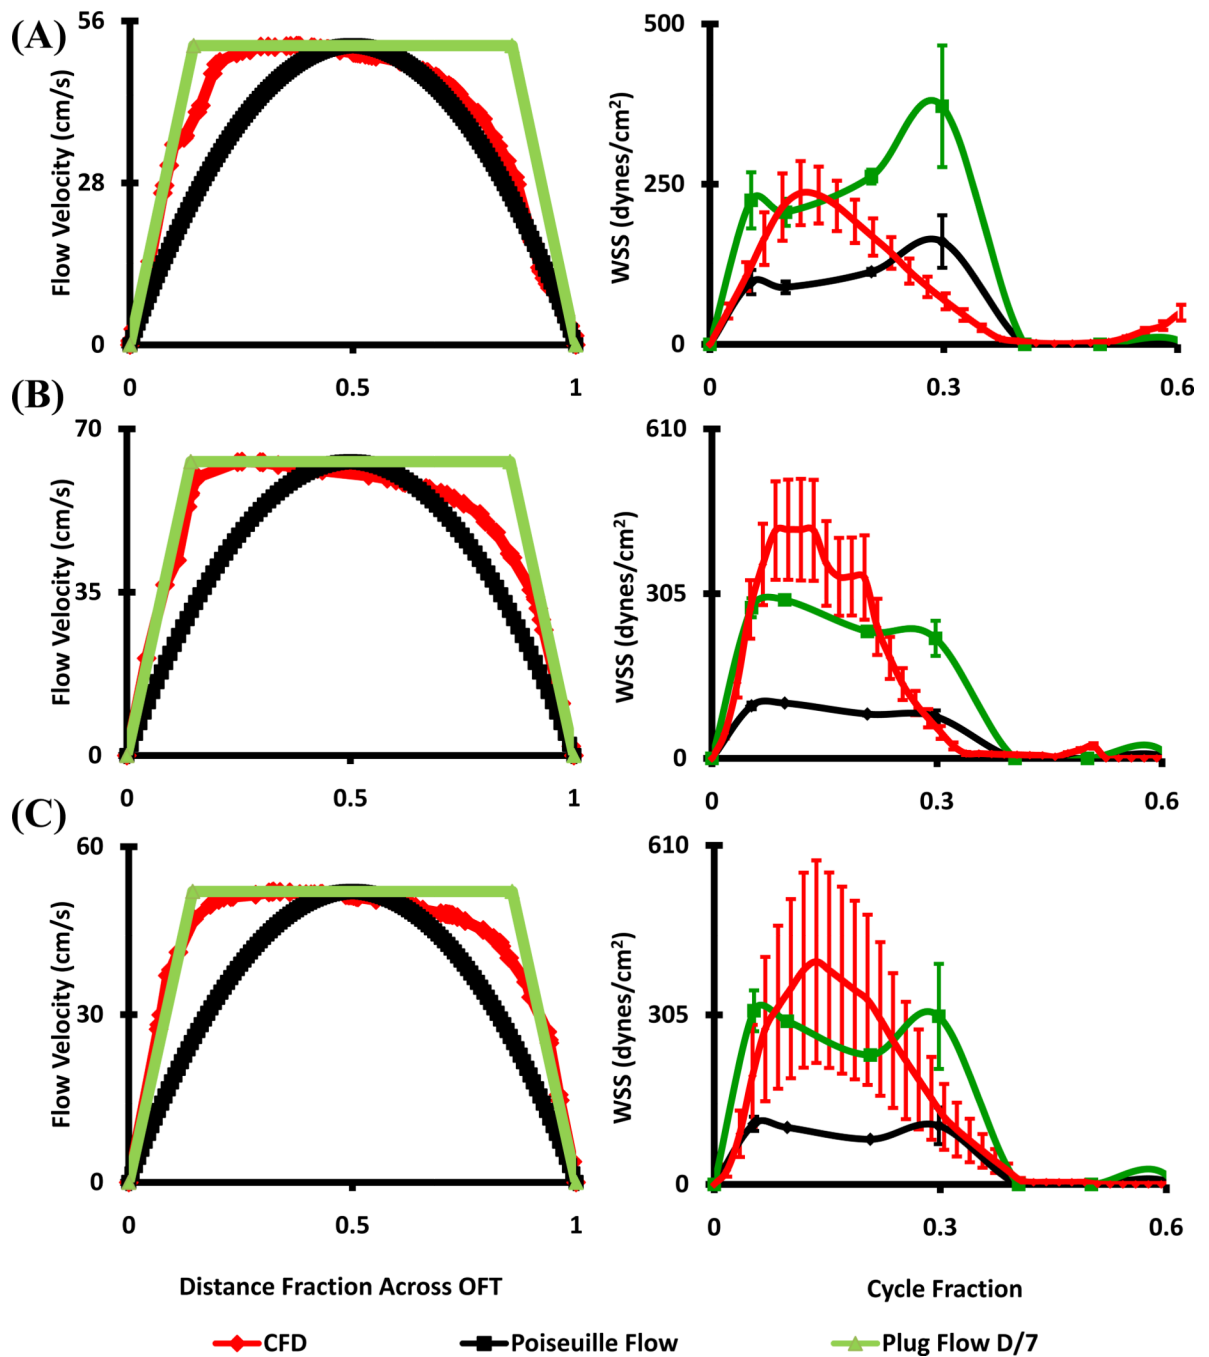 (A)
56
28
0
Flow Velocity (cm/s)
0
0.5
1
500
250
0
WSS (dynes/cm²)
0
0.3
0.6
(B)
70
35
0
Flow Velocity (cm/s)
0
0.5
1
610
305
0
WSS (dynes/cm²)
0
0.3
0.6
(C)
60
30
0
Flow Velocity (cm/s)
0
0.5
1
610
305
0
WSS (dynes/cm²)
0
0.3
0.6
Distance Fraction Across OFT
Cycle Fraction
CFD
Poiseuille Flow
Plug Flow D/7